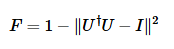 F = 1 − ‖U†U − I‖²